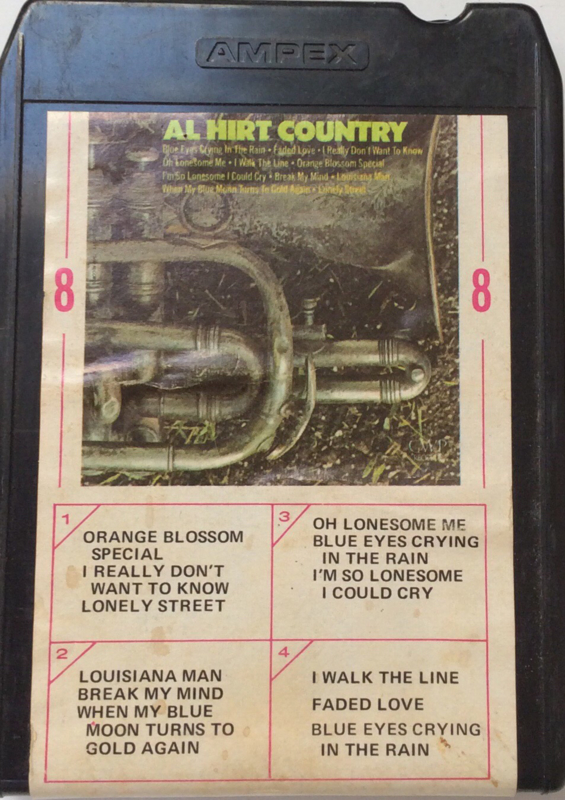 AMPEX
AL HIRT COUNTRY
Blue Eyes Crying In The Rain • Faded Love • I Really Don't Want To Know
Oh Lonesome Me • I Walk The Line • Orange Blossom Special
I'm So Lonesome I Could Cry • Break My Mind • Louisiana Man
When My Blue Moon Turns To Gold Again • Lonely Street
8
8
GWP
1
ORANGE BLOSSOM
SPECIAL
I REALLY DON'T
WANT TO KNOW
LONELY STREET
3
OH LONESOME ME
BLUE EYES CRYING
IN THE RAIN
I'M SO LONESOME
I COULD CRY
2
LOUISIANA MAN
BREAK MY MIND
WHEN MY BLUE
MOON TURNS TO
GOLD AGAIN
4
I WALK THE LINE
FADED LOVE
BLUE EYES CRYING
IN THE RAIN